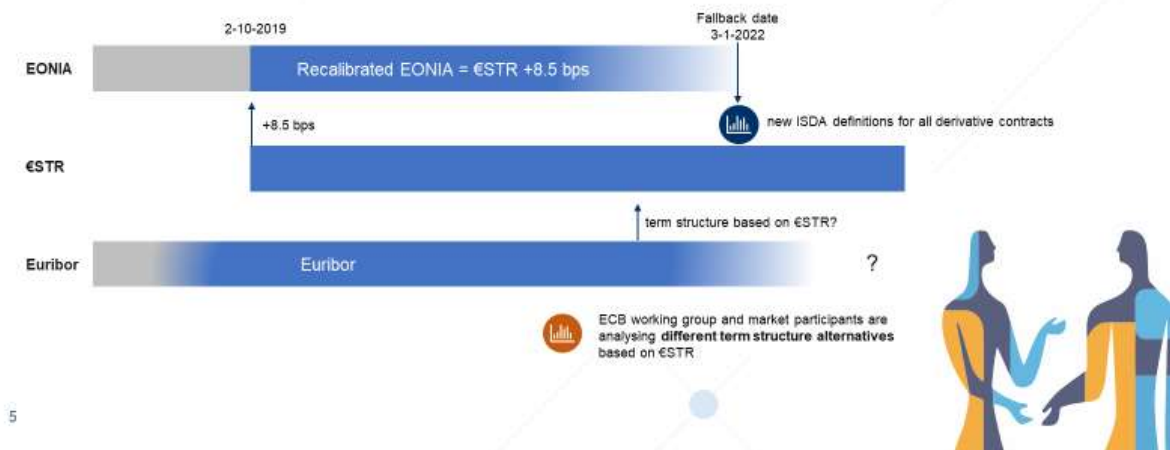 2-10-2019
Fallback date
3-1-2022
EONIA
Recalibrated EONIA = €STR +8.5 bps
+8.5 bps
new ISDA definitions for all derivative contracts
€STR
term structure based on €STR?
Euribor
Euribor
?
ECB working group and market participants are
analysing different term structure alternatives
based on €STR
5